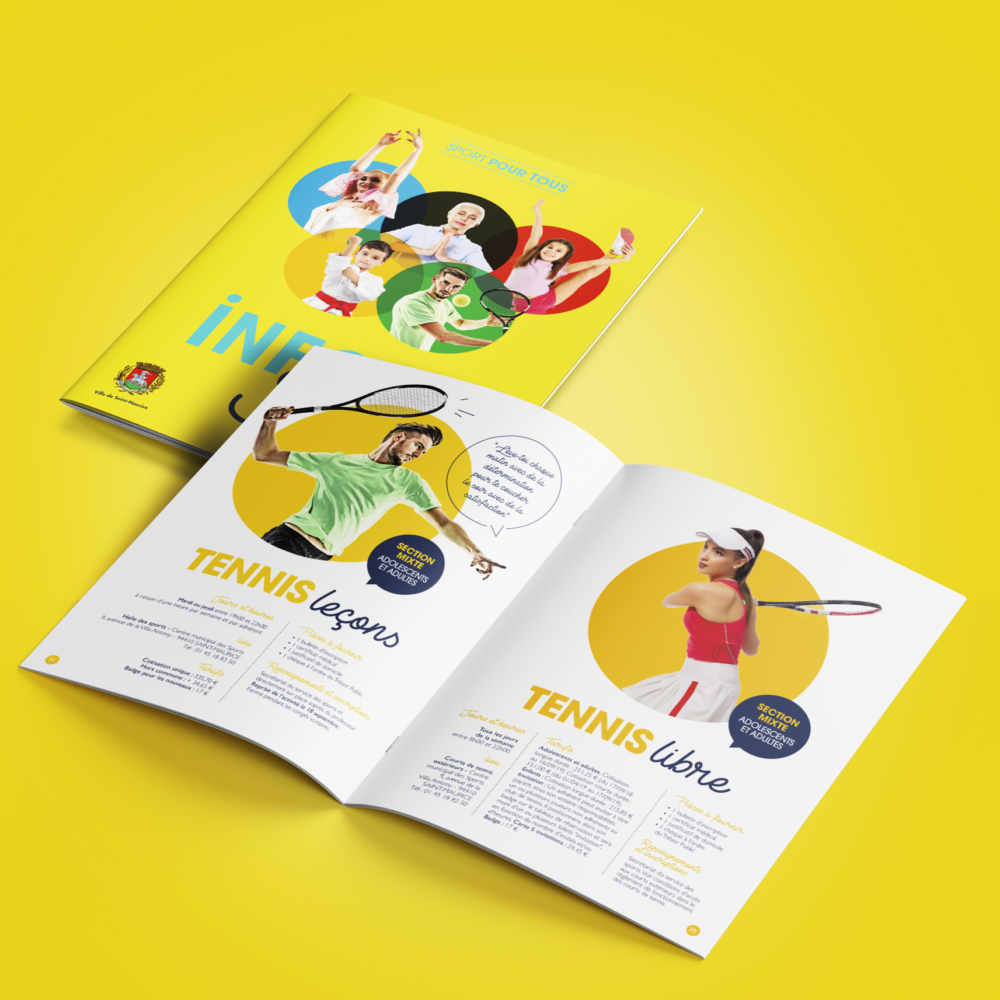 SPORT POUR TOUS
iNF
Ville de Saint-Maurice
"Lève-toi chaque
matin avec de la
détermination
pour te coucher
le soir avec de la
satisfaction"
SECTION
MIXTE
ADOLESCENTS
ET ADULTES
TENNIS leçons
Jours et heures
Mardi ou jeudi entre 19h00 et 22h00
à raison d'une heure par semaine et par adhérent
lieu
Halle des sports - Centre municipal des Sports
9, avenue de la Villa Antony - 94410 SAINT-MAURICE
Tél : 01 45 18 82 50
Tarifs
Cotisation unique : 335,70 €
Hors commune : + 34,65 €
Badge pour les nouveaux : 17 €
Pièces à fournir
• 1 bulletin d'inscription
• 1 certificat médical
• 1 justificatif de domicile
• 1 chèque à l'ordre du Trésor Public
Renseignements et inscriptions
Secrétariat du service des sports et
directement sur place auprès du professeur.
Reprise de l'activité le 18 septembre.
Fermé pendant les congés scolaires.
24
SECTION
MIXTE
ADOLESCENTS
ET ADULTES
TENNIS libre
Jours et heures
Tous les jours
de la semaine
entre 8h00 et 22h00
lieu
Courts de tennis
extérieurs - Centre
municipal des Sports
9, avenue de la
Villa Antony - 94410
SAINT-MAURICE
Tél : 01 45 18 82 50
Tarifs
Adolescents et adultes. Cotisation
longue durée : 251,25 € (du 17/09/18
au 16/09/19) Cotisation courte durée :
151,00 € (du 01/04/19 au 17/09/19).
Enfants : Cotisation longue durée : 215,85 €
Invitation : Un adhérent peut inviter à titre
payant, sous son entière responsabilités,
un ou plusieurs joueurs non adhérents au
club de tennis. Il positionnera alors son
badge sur le tableau de réservation et sera
muni d'un ou plusieurs billets "invitation",
en fonction du nombre d'invités et/ou
d'heures. Carte 5 invitations : 29,45 €.
Badge : 17 €.
Pièces à fournir
• 1 bulletin d'inscription
• 1 certificat médical
• 1 justificatif de domicile
• 1 chèque à l'ordre
du Trésor Public
Renseignements
et inscriptions
Secrétariat du service des
sports. Voir conditions d'accès
aux courts extérieurs dans le
règlement de fonctionnement
des courts de tennis.
25